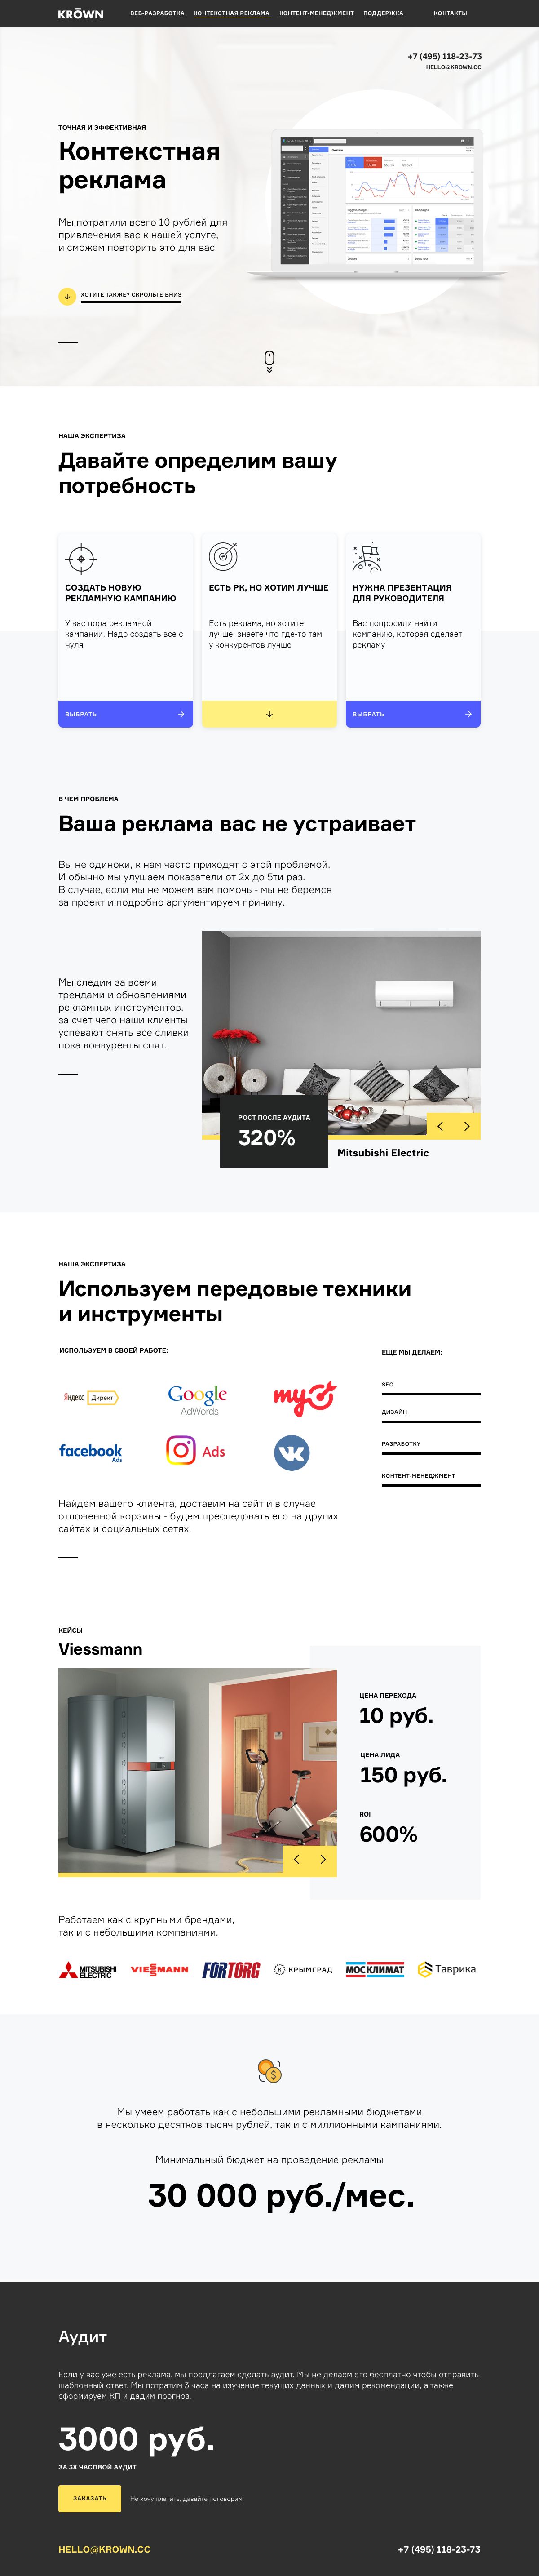 KRŌWN
ВЕБ-РАЗРАБОТКА КОНТЕКСТНАЯ РЕКЛАМА КОНТЕНТ-МЕНЕДЖМЕНТ ПОДДЕРЖКА КОНТАКТЫ
+7 (495) 118-23-73
HELLO@KROWN.CC
ТОЧНАЯ И ЭФФЕКТИВНАЯ
Контекстная
реклама
Мы потратили всего 10 рублей для
привлечения вас к нашей услуге,
и сможем повторить это для вас
ХОТИТЕ ТАКЖЕ? СКРОЛЬТЕ ВНИЗ
НАША ЭКСПЕРТИЗА
Давайте определим вашу
потребность
СОЗДАТЬ НОВУЮ
РЕКЛАМНУЮ КАМПАНИЮ
У вас пора рекламной
кампании. Надо создать все с
нуля
ВЫБРАТЬ
ЕСТЬ РК, НО ХОТИМ ЛУЧШЕ
Есть реклама, но хотите
лучше, знаете что где-то там
у конкурентов лучше
НУЖНА ПРЕЗЕНТАЦИЯ
ДЛЯ РУКОВОДИТЕЛЯ
Вас попросили найти
компанию, которая сделает
рекламу
ВЫБРАТЬ
В ЧЕМ ПРОБЛЕМА
Ваша реклама вас не устраивает
Вы не одиноки, к нам часто приходят с этой проблемой.
И обычно мы улушаем показатели от 2х до 5ти раз.
В случае, если мы не можем вам помочь - мы не беремся
за проект и подробно аргументируем причину.
Мы следим за всеми
трендами и обновлениями
рекламных инструментов,
за счет чего наши клиенты
успевают снять все сливки
пока конкуренты спят.
РОСТ ПОСЛЕ АУДИТА
320%
Mitsubishi Electric
НАША ЭКСПЕРТИЗА
Используем передовые техники
и инструменты
ИСПОЛЬЗУЕМ В СВОЕЙ РАБОТЕ:
Яндекс Директ
Google
AdWords
my
facebook
Ads
Ads
ЕЩЕ МЫ ДЕЛАЕМ:
SEO
ДИЗАЙН
РАЗРАБОТКУ
КОНТЕНТ-МЕНЕДЖМЕНТ
Найдем вашего клиента, доставим на сайт и в случае
отложенной корзины - будем преследовать его на других
сайтах и социальных сетях.
КЕЙСЫ
Viessmann
ЦЕНА ПЕРЕХОДА
10 руб.
ЦЕНА ЛИДА
150 руб.
ROI
600%
Работаем как с крупными брендами,
так и с небольшими компаниями.
MITSUBISHI
ELECTRIC
VIESMANN
FORTORG
К КРЫМГРАД
МОСКЛИМАТ
Таврика
Мы умеем работать как с небольшими рекламными бюджетами
в несколько десятков тысяч рублей, так и с миллионными кампаниями.
Минимальный бюджет на проведение рекламы
30 000 руб./мес.
Аудит
Если у вас уже есть реклама, мы предлагаем сделать аудит. Мы не делаем его бесплатно чтобы отправить
шаблонный ответ. Мы потратим 3 часа на изучение текущих данных и дадим рекомендации, а также
сформируем КП и дадим прогноз.
3000 руб.
ЗА 3Х ЧАСОВОЙ АУДИТ
ЗАКАЗАТЬ
Не хочу платить, давайте поговорим
HELLO@KROWN.CC
+7 (495) 118-23-73